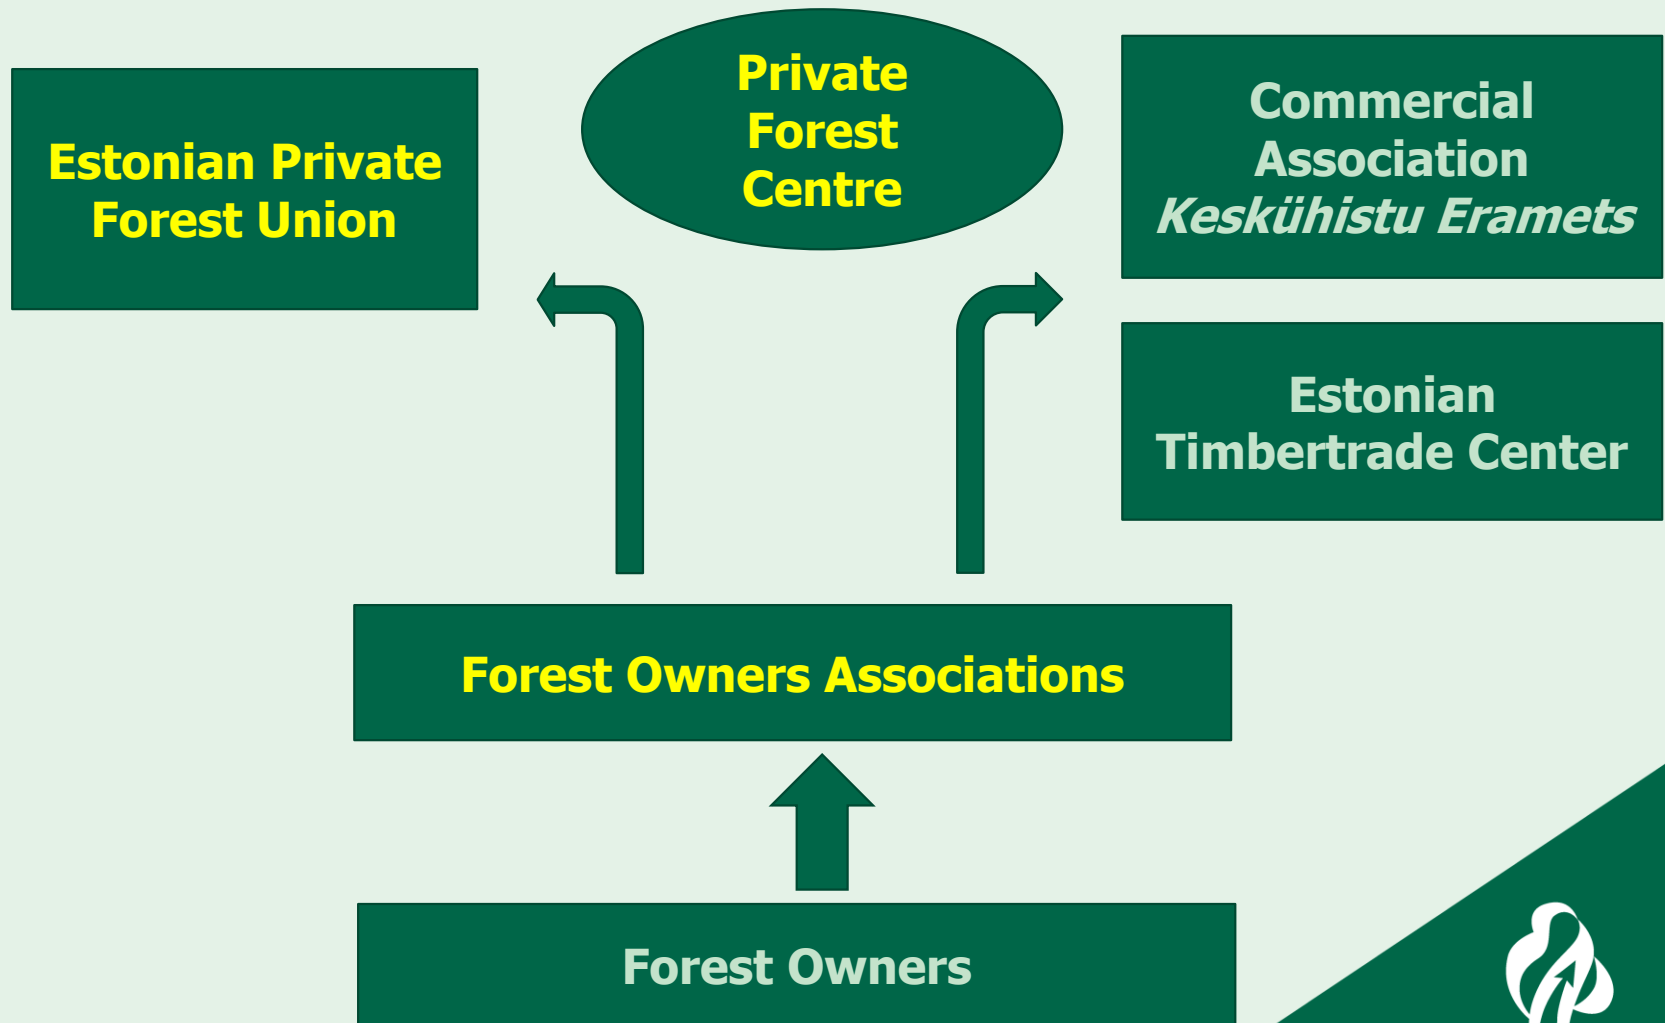 Estonian Private
Forest Union
Private
Forest
Centre
Commercial
Association
Keskühistu Eramets
Estonian
Timbertrade Center
Forest Owners Associations
Forest Owners